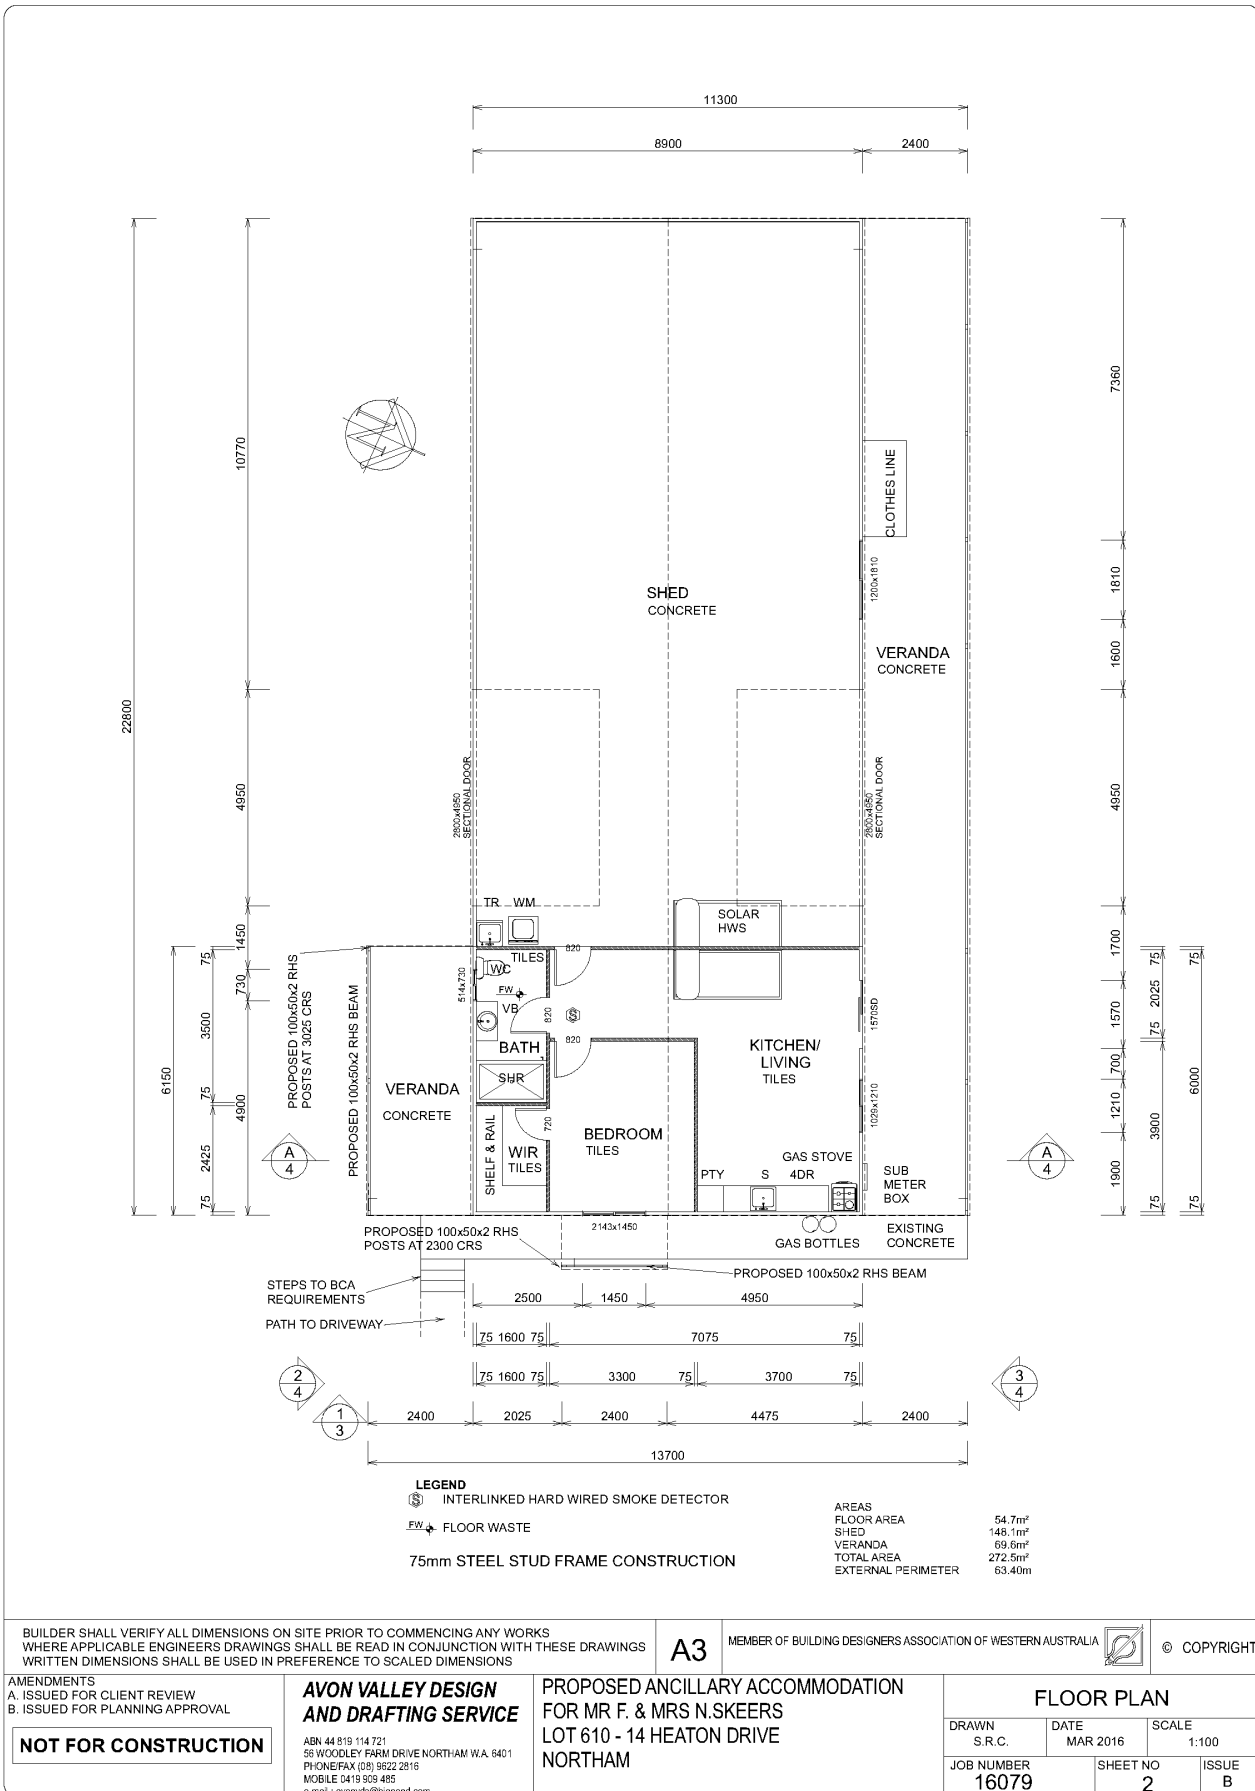 11300
8900
2400
22800
10770
4950
1450
730
4900
6150
75
3500
75
2425
75
7360
1810
1600
4950
1700
1570
700
1210
1900
75
2025
75
3900
75
75
6000
75
CLOTHES LINE
1200x1810
SHED
CONCRETE
VERANDA
CONCRETE
2800x4950
SECTIONAL DOOR
2800x4950
SECTIONAL DOOR
TR WM
SOLAR
HWS
820
TILES
WC
514x730
FW
VB
820
S
820
BATH
SHR
1570SD
KITCHEN/
LIVING
TILES
PROPOSED 100x50x2 RHS
POSTS AT 3025 CRS
PROPOSED 100x50x2 RHS BEAM
VERANDA
CONCRETE
1029x1210
720
BEDROOM
TILES
SHELF & RAIL
WIR
TILES
A
4
A
4
GAS STOVE
PTY S 4DR
SUB
METER
BOX
2143x1450
PROPOSED 100x50x2 RHS
POSTS AT 2300 CRS
GAS BOTTLES
EXISTING
CONCRETE
PROPOSED 100x50x2 RHS BEAM
STEPS TO BCA
REQUIREMENTS
PATH TO DRIVEWAY
2500 1450 4950
75 1600 75 7075 75
75 1600 75 3300 75 3700 75
2
4
3
4
1
3
2400 2025 2400 4475 2400
13700
LEGEND
S INTERLINKED HARD WIRED SMOKE DETECTOR
FW FLOOR WASTE
75mm STEEL STUD FRAME CONSTRUCTION
AREAS
FLOOR AREA 54.7m²
SHED 148.1m²
VERANDA 69.6m²
TOTAL AREA 272.5m²
EXTERNAL PERIMETER 63.40m
BUILDER SHALL VERIFY ALL DIMENSIONS ON SITE PRIOR TO COMMENCING ANY WORKS
WHERE APPLICABLE ENGINEERS DRAWINGS SHALL BE READ IN CONJUNCTION WITH THESE DRAWINGS
WRITTEN DIMENSIONS SHALL BE USED IN PREFERENCE TO SCALED DIMENSIONS
A3
MEMBER OF BUILDING DESIGNERS ASSOCIATION OF WESTERN AUSTRALIA
© COPYRIGHT
AMENDMENTS
A. ISSUED FOR CLIENT REVIEW
B. ISSUED FOR PLANNING APPROVAL
NOT FOR CONSTRUCTION
AVON VALLEY DESIGN
AND DRAFTING SERVICE
ABN 44 819 114 721
56 WOODLEY FARM DRIVE NORTHAM W.A. 6401
PHONE/FAX (08) 9622 2816
MOBILE 0419 909 485
PROPOSED ANCILLARY ACCOMMODATION
FOR MR F. & MRS N.SKEERS
LOT 610 - 14 HEATON DRIVE
NORTHAM
FLOOR PLAN
DRAWN
S.R.C.
DATE
MAR 2016
SCALE
1:100
JOB NUMBER
16079
SHEET NO
2
ISSUE
B